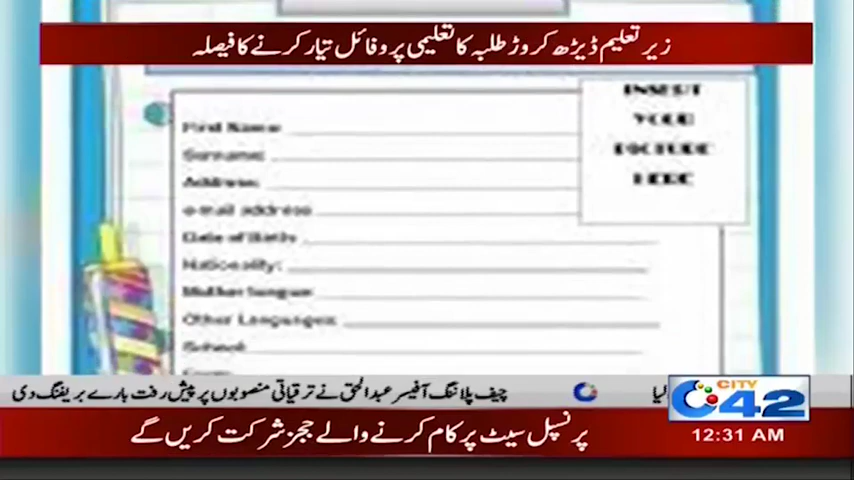 زیر تعلیم ڈیڑھ کروڑ طلبہ کا تعلیمی پروفائل تیار کرنے کا فیصلہ
INSERT
YOUR
PICTURE
HERE
First Name
Surname:
Address:
e-mail address
Date of Birth:
Nationality:
Mother tongue
Other Languages:
School:
چیف پلاننگ آفیسر عبدالحق نے ترقیاتی منصوبوں پر پیش رفت بارے بریفنگ دی
CITY
42
پرنسپل سیٹ پر کام کرنے والے ججز شرکت کریں گے
12:31 AM